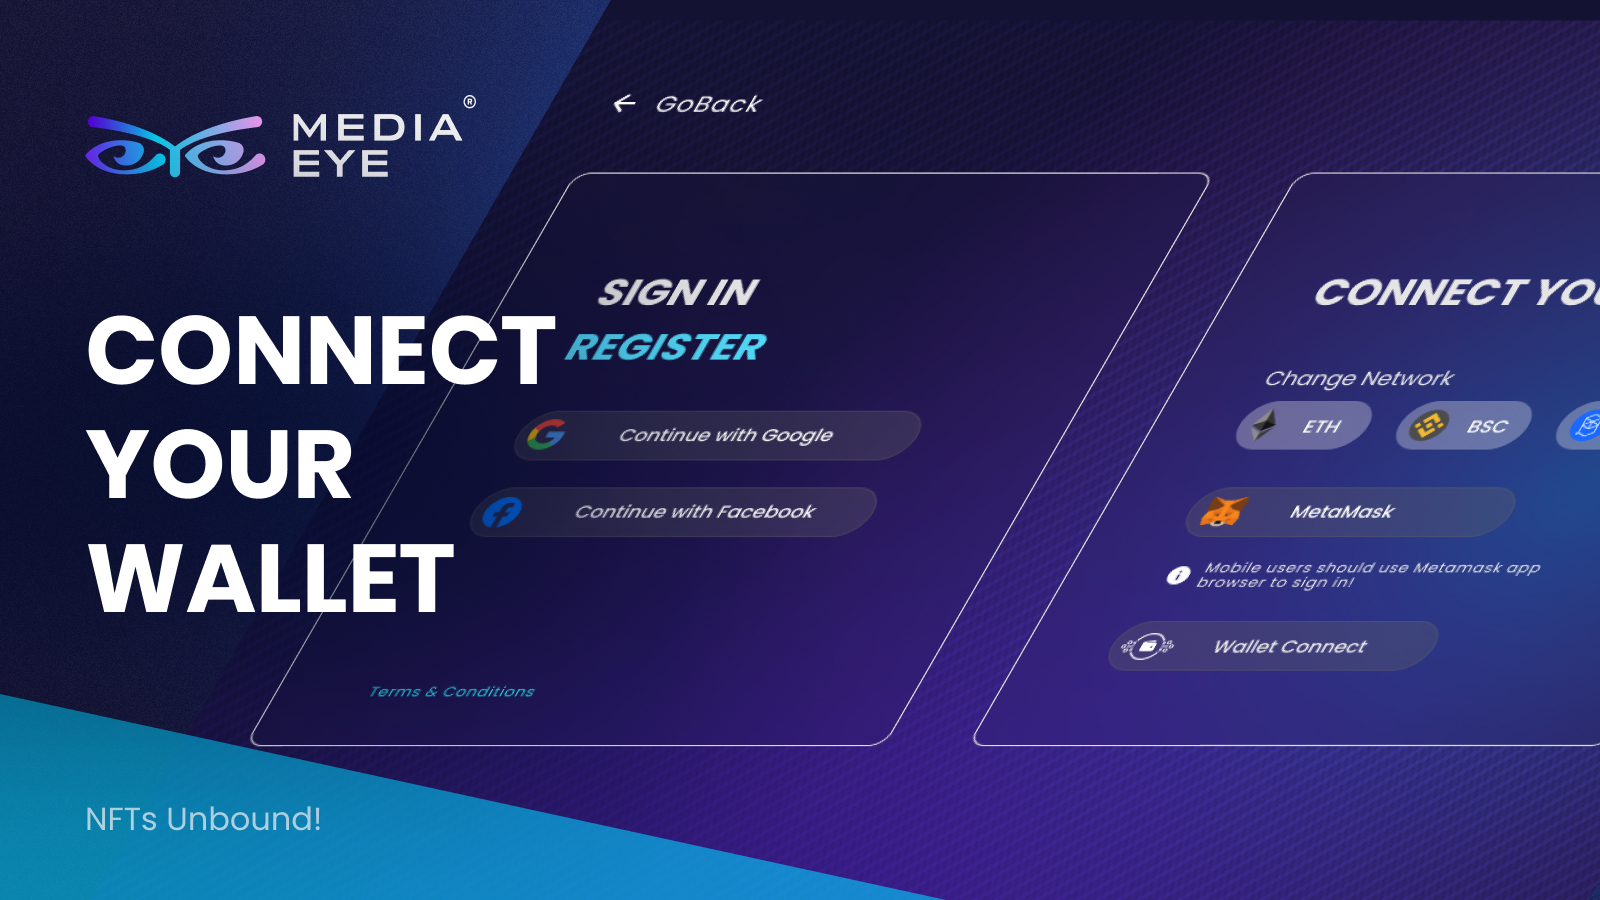 MEDIA ®
EYE
CONNECT
YOUR
WALLET
NFTs Unbound!
← GoBack
SIGN IN
REGISTER
Continue with Google
Continue with Facebook
Terms & Conditions
CONNECT
Change Network
ETH
BSC
MetaMask
Mobile users should use Metamask app
browser to sign in!
Wallet Connect